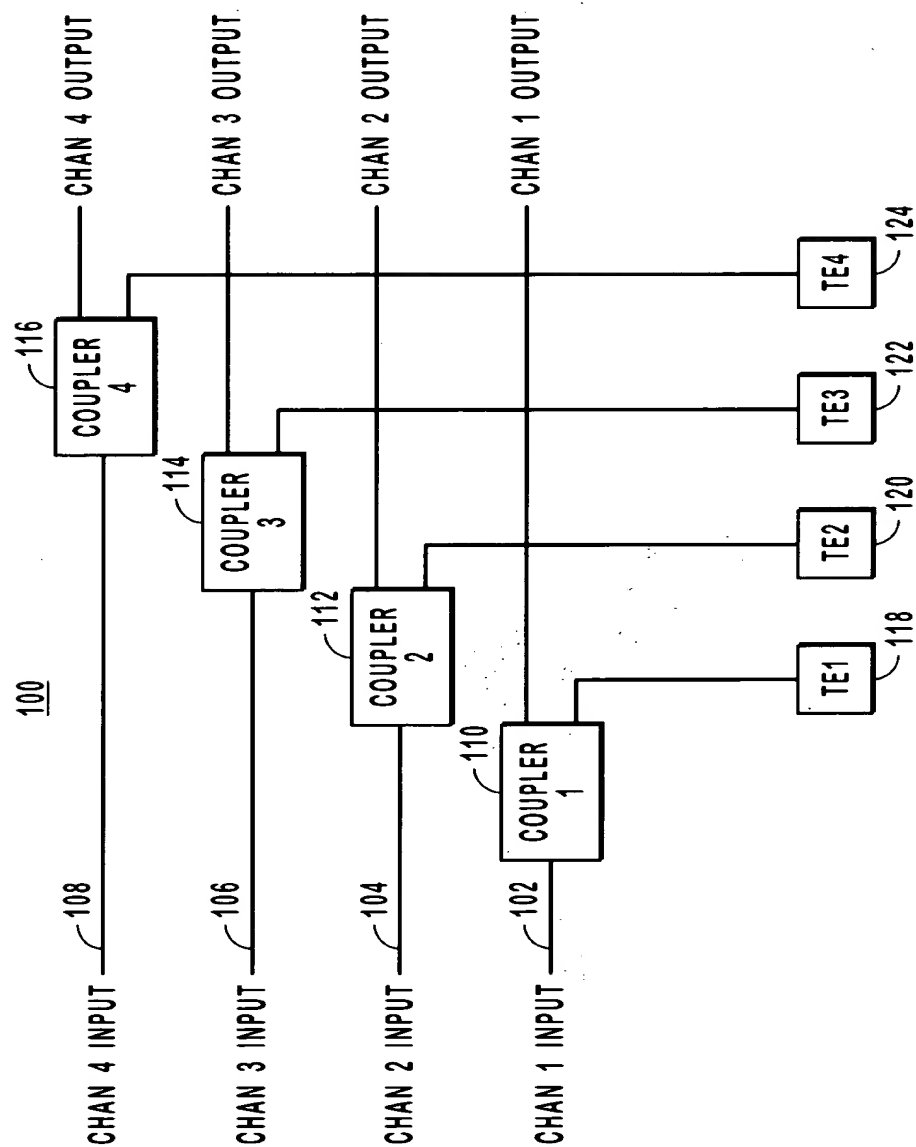 100
CHAN 4 INPUT
108
116
COUPLER
4
CHAN 4 OUTPUT
CHAN 3 INPUT
106
114
COUPLER
3
CHAN 3 OUTPUT
CHAN 2 INPUT
104
112
COUPLER
2
CHAN 2 OUTPUT
CHAN 1 INPUT
102
110
COUPLER
1
CHAN 1 OUTPUT
TE1
118
TE2
120
TE3
122
TE4
124